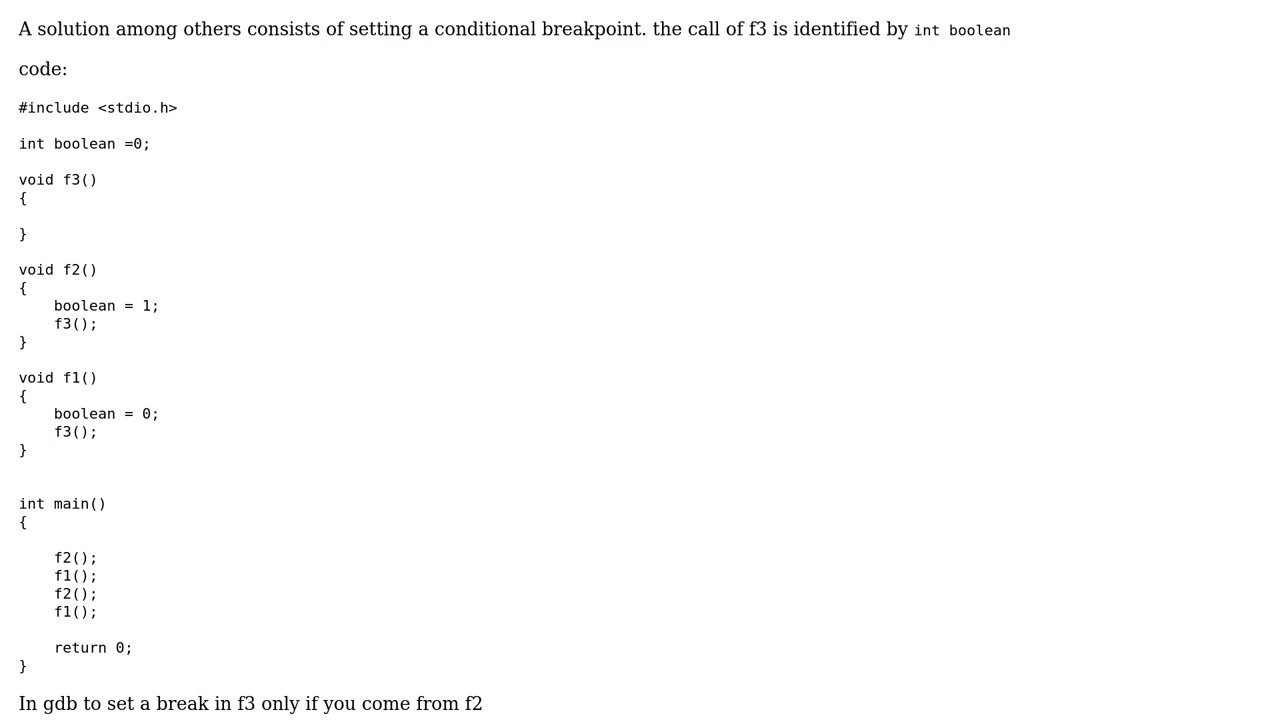 A solution among others consists of setting a conditional breakpoint. the call of f3 is identified by int boolean
code:
#include <stdio.h>
int boolean =0;
void f3()
{
}
void f2()
{
    boolean = 1;
    f3();
}
void f1()
{
    boolean = 0;
    f3();
}
int main()
{
    f2();
    f1();
    f2();
    f1();
    return 0;
}
In gdb to set a break in f3 only if you come from f2